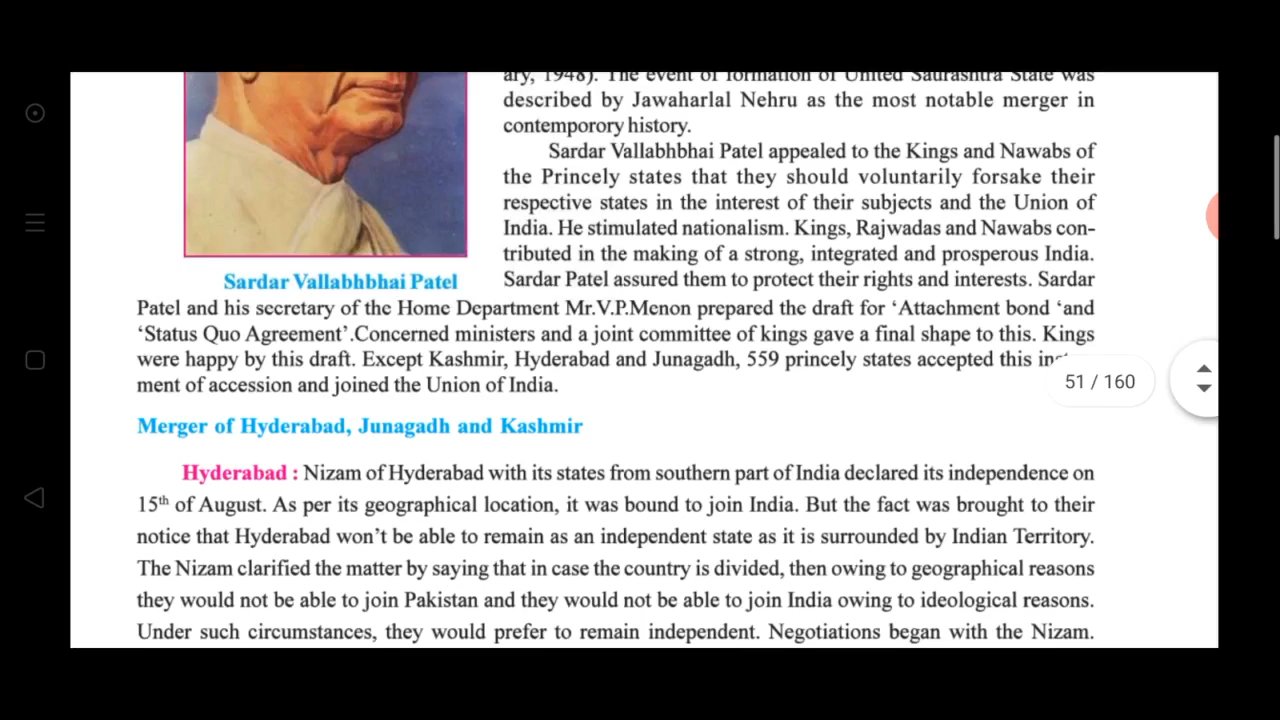 ary, 1948). The event of formation of United Saurashtra State was
described by Jawaharlal Nehru as the most notable merger in
contemporory history.
Sardar Vallabhbhai Patel appealed to the Kings and Nawabs of
the Princely states that they should voluntarily forsake their
respective states in the interest of their subjects and the Union of
India. He stimulated nationalism. Kings, Rajwadas and Nawabs con-
tributed in the making of a strong, integrated and prosperous India.
Sardar Patel assured them to protect their rights and interests. Sardar
Sardar Vallabhbhai Patel
Patel and his secretary of the Home Department Mr.V.P.Menon prepared the draft for ‘Attachment bond ‘and
‘Status Quo Agreement’.Concerned ministers and a joint committee of kings gave a final shape to this. Kings
were happy by this draft. Except Kashmir, Hyderabad and Junagadh, 559 princely states accepted this
ment of accession and joined the Union of India.
51 / 160
Merger of Hyderabad, Junagadh and Kashmir
Hyderabad : Nizam of Hyderabad with its states from southern part of India declared its independence on
15th of August. As per its geographical location, it was bound to join India. But the fact was brought to their
notice that Hyderabad won’t be able to remain as an independent state as it is surrounded by Indian Territory.
The Nizam clarified the matter by saying that in case the country is divided, then owing to geographical reasons
they would not be able to join Pakistan and they would not be able to join India owing to ideological reasons.
Under such circumstances, they would prefer to remain independent. Negotiations began with the Nizam.